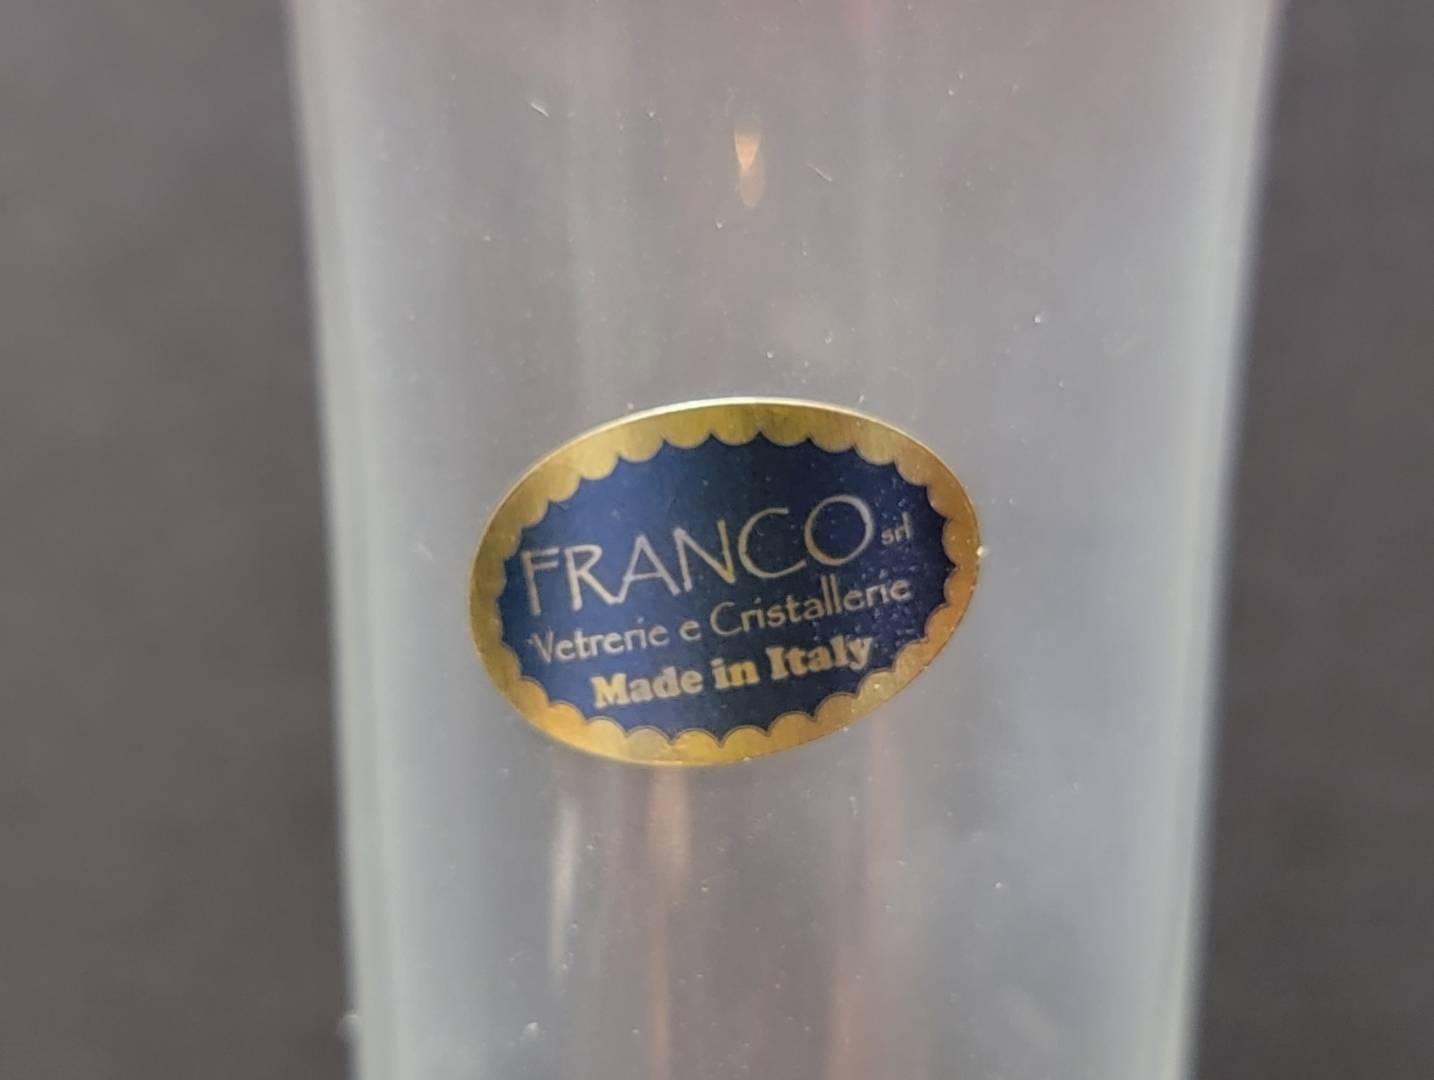 FRANCO srl
Vetrerie e Cristallerie
Made in Italy